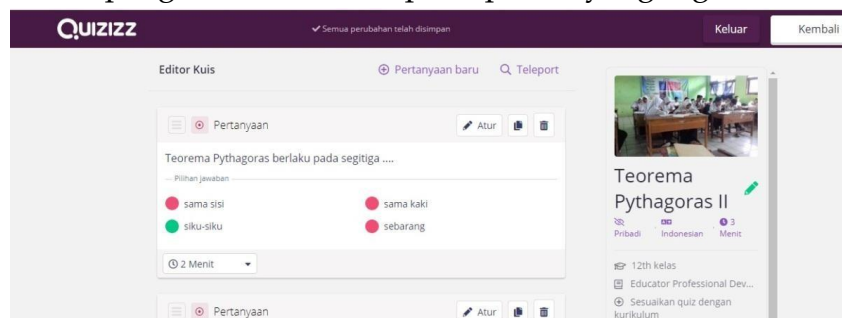 QUIZIZZ
Semua perubahan telah disimpan
Keluar
Kembali
Editor Kuis
Pertanyaan baru
Teleport
Pertanyaan
Atur
Teorema Pythagoras berlaku pada segitiga ....
Pilihan jawaban
sama sisi
sama kaki
siku-siku
sebarang
2 Menit
Pertanyaan
Atur
Teorema
Pythagoras II
Pribadi
Indonesian
3
Menit
12th kelas
Educator Professional Dev...
Sesuaikan quiz dengan
kurikulum